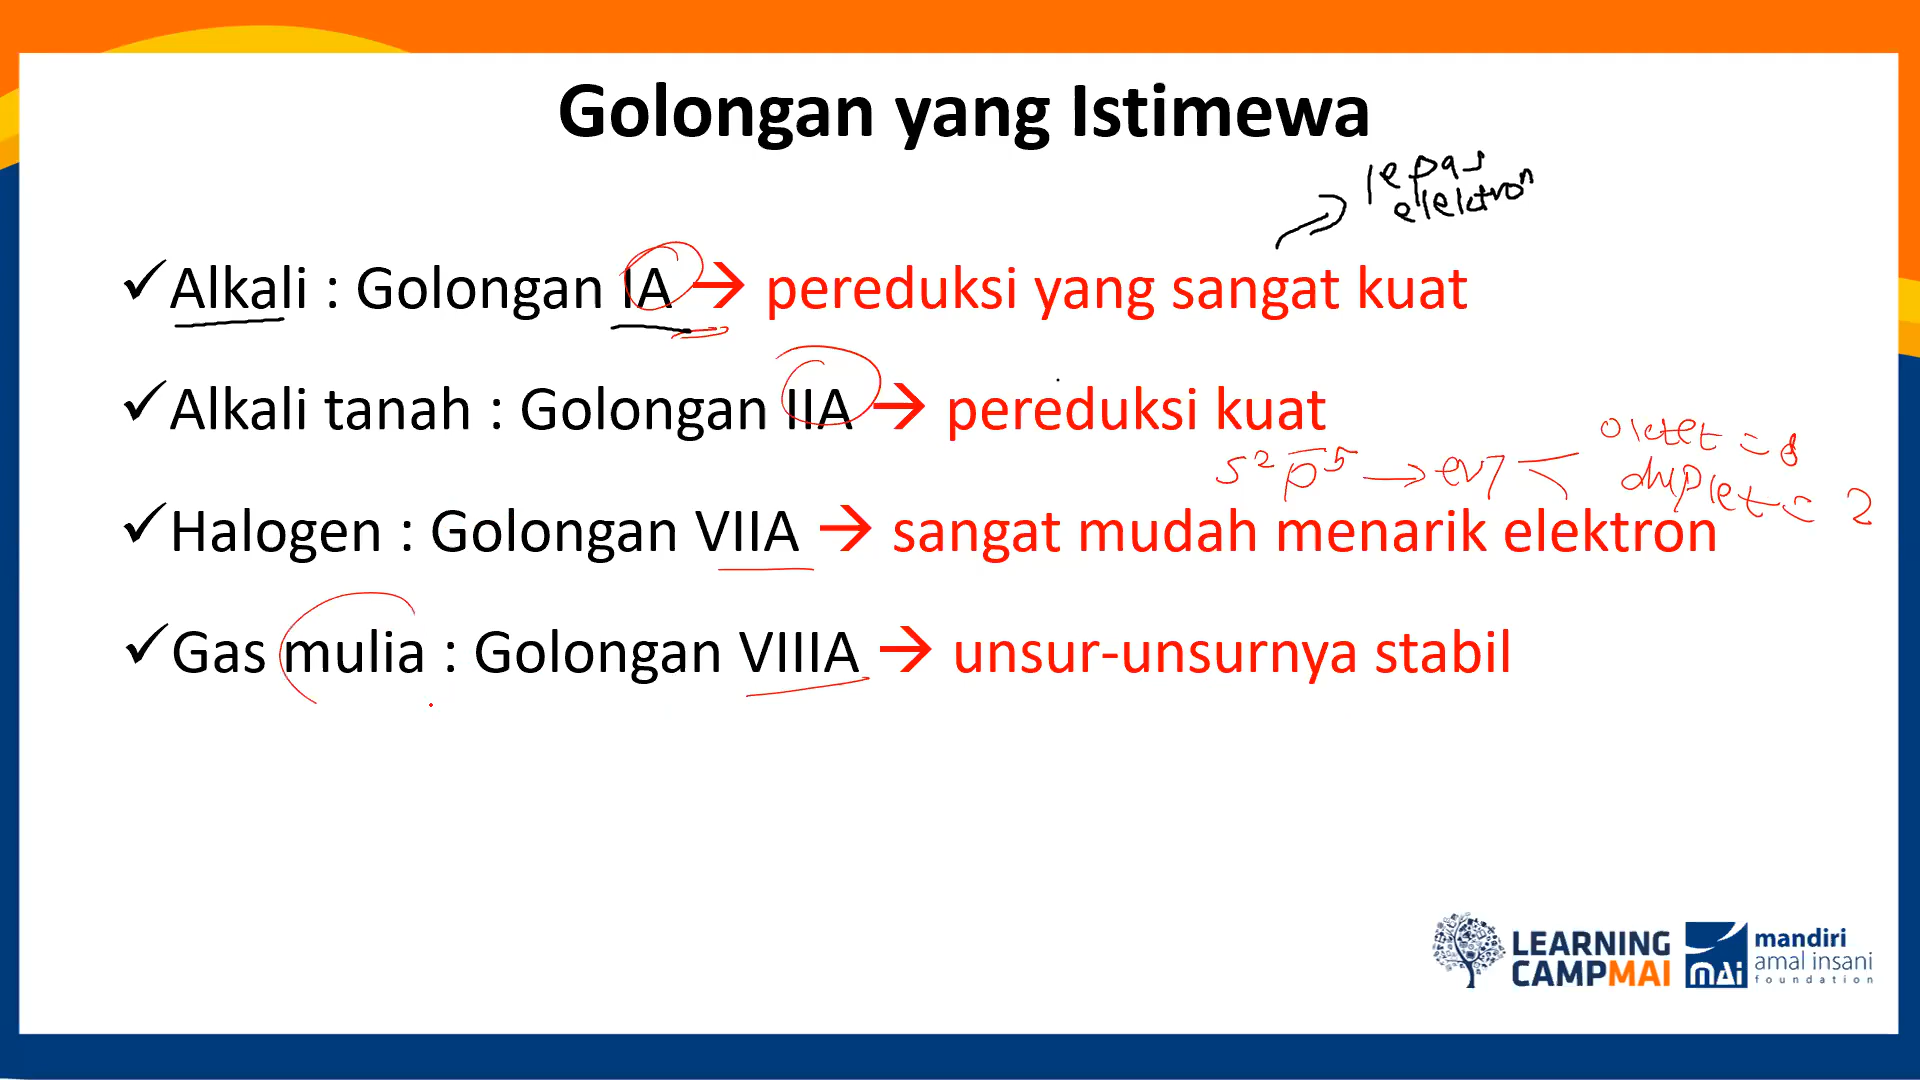 Golongan yang Istimewa
lepas
elektron
✓Alkali : Golongan IA → pereduksi yang sangat kuat
✓Alkali tanah : Golongan IIA → pereduksi kuat
oktet = 8
s² p⁵ → ev7 <
duplet = 2
✓Halogen : Golongan VIIA → sangat mudah menarik elektron
✓Gas mulia : Golongan VIIIA → unsur-unsurnya stabil
LEARNING
CAMPMAI
MAi
mandiri
amal insani
foundation